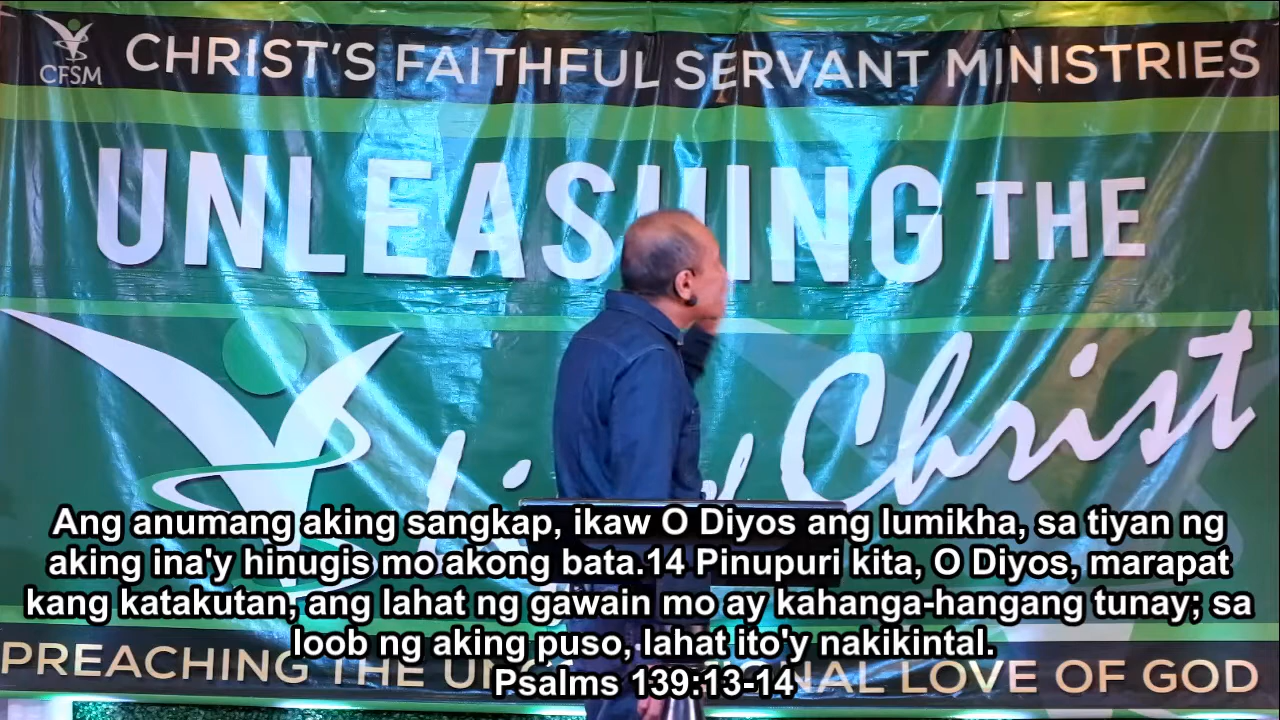 CFSM
CHRIST'S FAITHFUL SERVANT MINISTRIES
UNLEASHING THE
Christ
Ang anumang aking sangkap, ikaw O Diyos ang lumikha, sa tiyan ng
aking ina'y hinugis mo akong bata.14 Pinupuri kita, O Diyos, marapat
kang katakutan, ang lahat ng gawain mo ay kahanga-hangang tunay; sa
loob ng aking puso, lahat ito'y nakikintal.
Psalms 139:13-14
PREACHING THE LOVE OF GOD